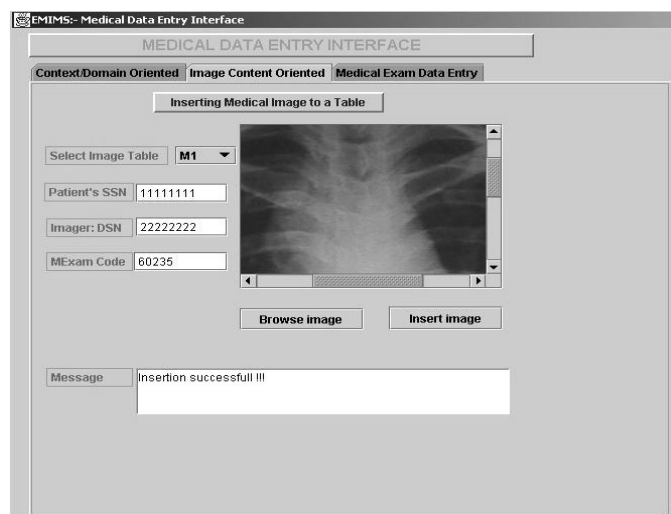 EMIMS:- Medical Data Entry Interface
MEDICAL DATA ENTRY INTERFACE
Context/Domain Oriented Image Content Oriented Medical Exam Data Entry
Inserting Medical Image to a Table
Select Image Table M1
Patient's SSN 11111111
Imager: DSN 22222222
MExam Code 60235
Browse image Insert image
Message Insertion successfull !!!